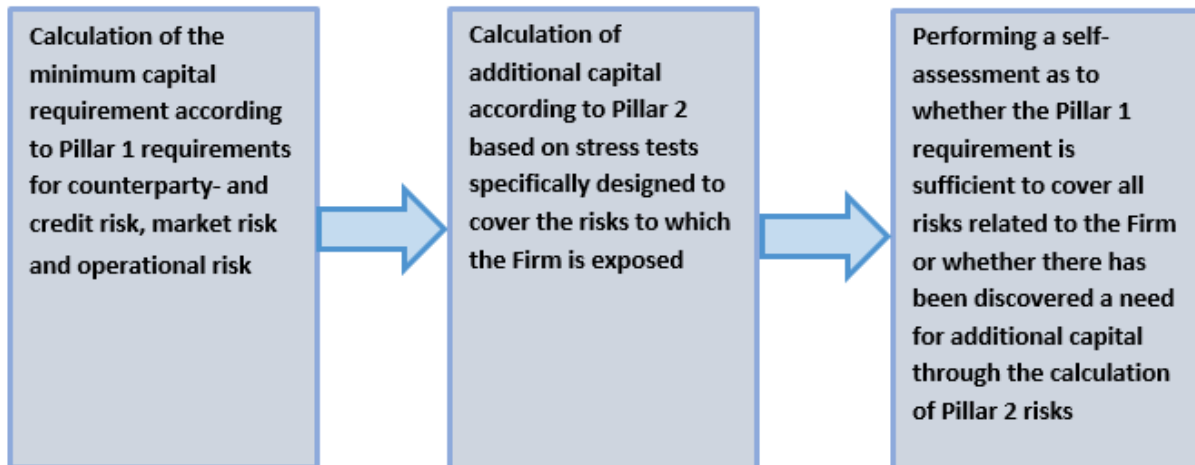 Calculation of the
minimum capital
requirement according
to Pillar 1 requirements
for counterparty- and
credit risk, market risk
and operational risk
Calculation of
additional capital
according to Pillar 2
based on stress tests
specifically designed to
cover the risks to which
the Firm is exposed
Performing a self-
assessment as to
whether the Pillar 1
requirement is
sufficient to cover all
risks related to the Firm
or whether there has
been discovered a need
for additional capital
through the calculation
of Pillar 2 risks